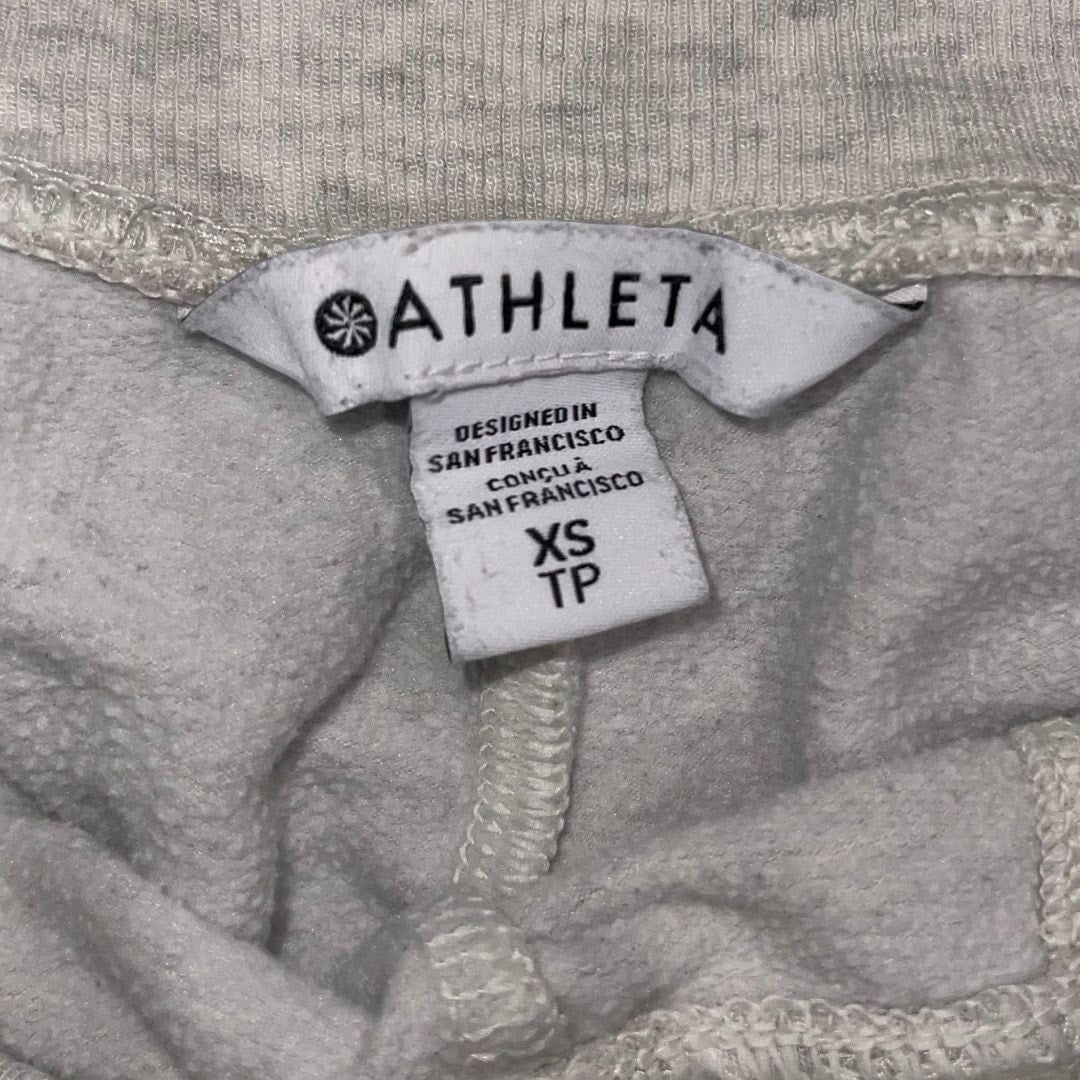 ATHLETA
DESIGNED IN
SAN FRANCISCO
CONÇU À
SAN FRANCISCO
XS
TP